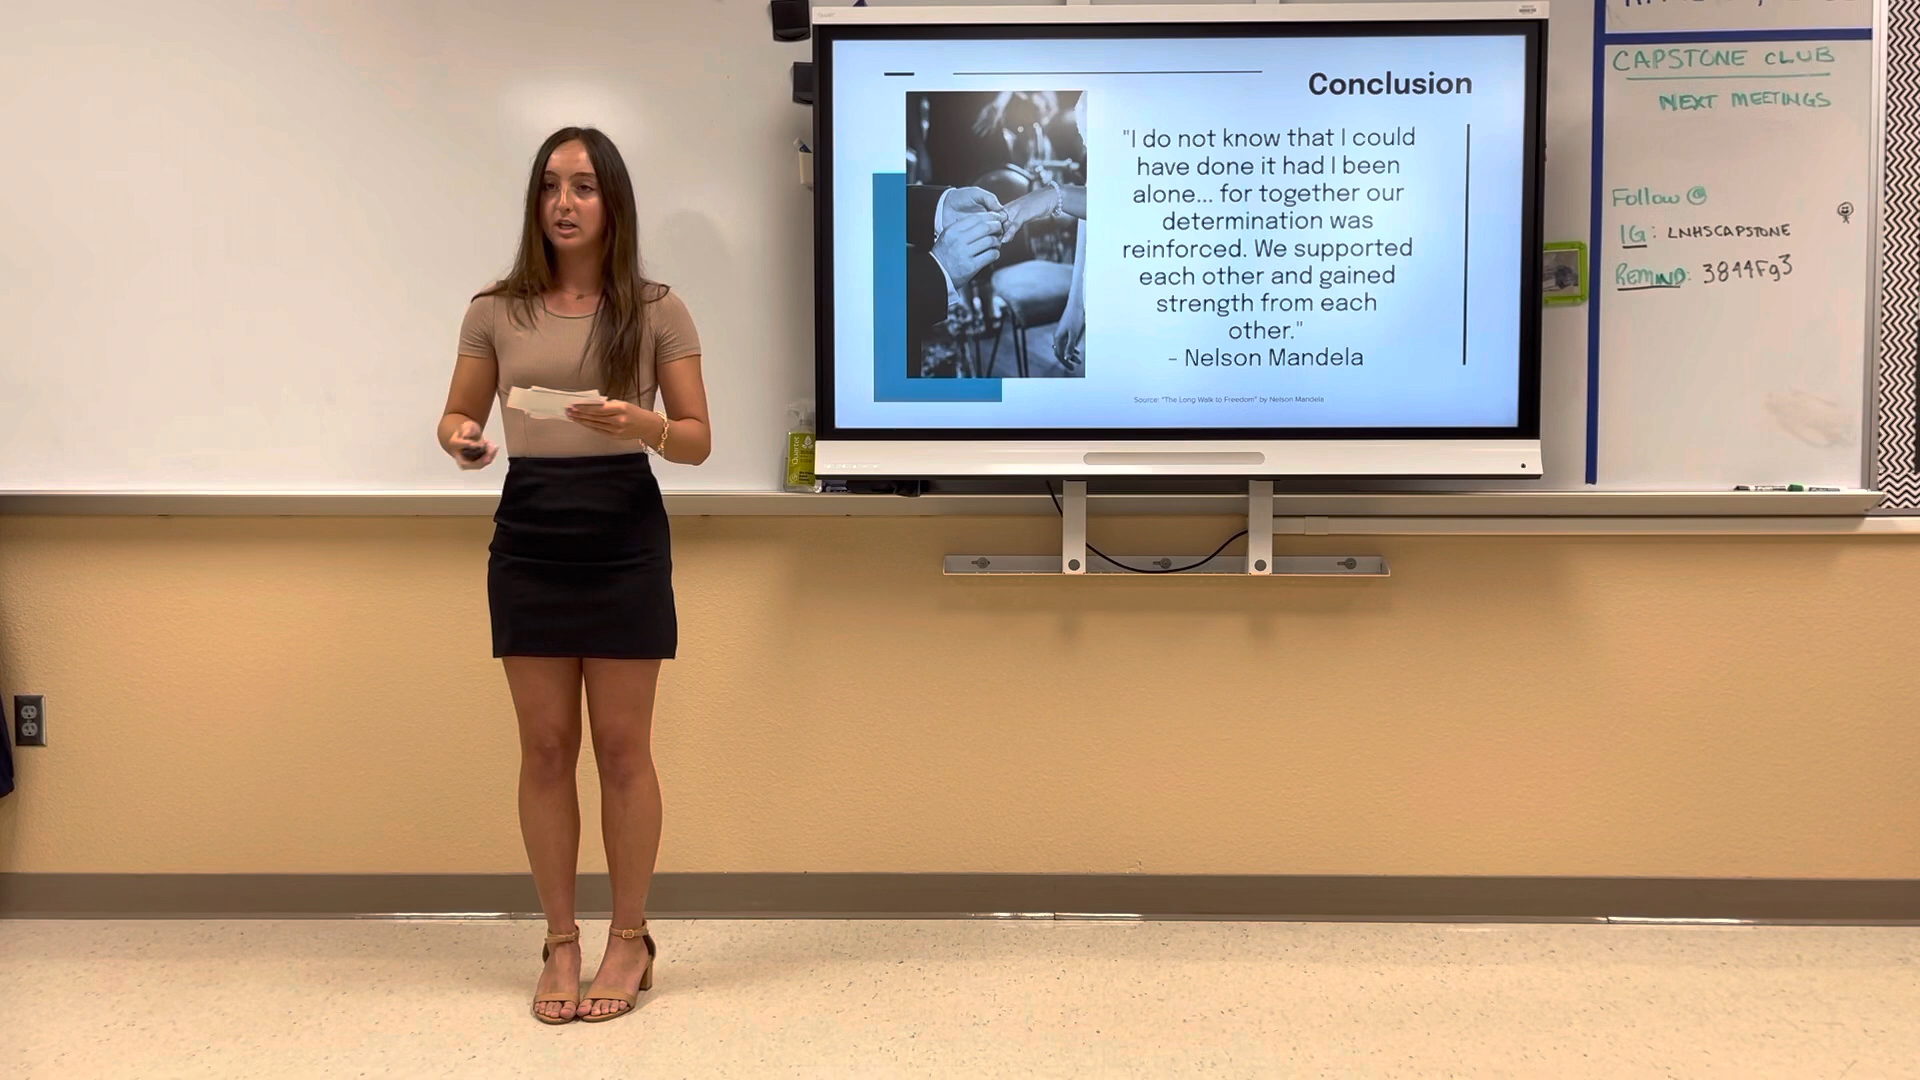 Conclusion
"I do not know that I could
have done it had I been
alone... for together our
determination was
reinforced. We supported
each other and gained
strength from each
other."
- Nelson Mandela
Source: "The Long Walk to Freedom" by Nelson Mandela
CAPSTONE CLUB
NEXT MEETINGS
Follow @
IG: LNHSCAPSTONE
REMIND: 3844Fg3
Quartet